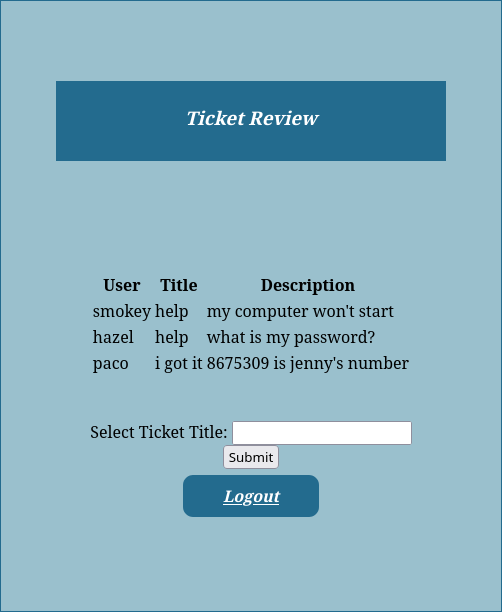 Ticket Review
User Title Description
smokey help my computer won't start
hazel help what is my password?
paco i got it 8675309 is jenny's number
Select Ticket Title:
Submit
Logout